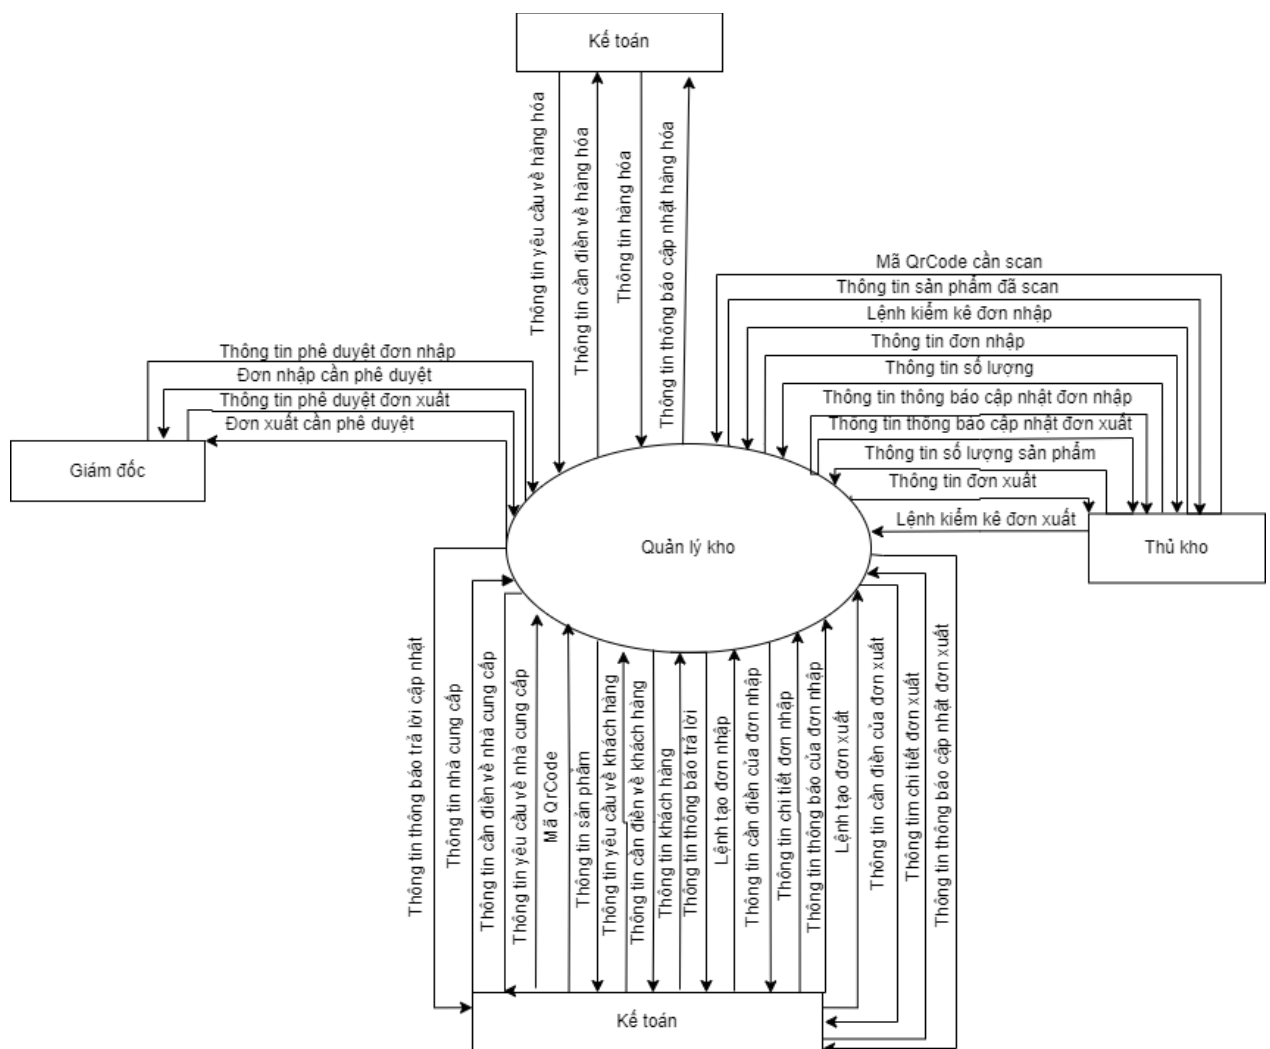 Kế toán
Thông tin yêu cầu về hàng hóa
Thông tin cần điền về hàng hóa
Thông tin hàng hóa
Thông tin thông báo cập nhật hàng hóa
Mã QrCode cần scan
Thông tin sản phẩm đã scan
Lệnh kiểm kê đơn nhập
Thông tin đơn nhập
Thông tin số lượng
Thông tin thông báo cập nhật đơn nhập
Thông tin thông báo cập nhật đơn xuất
Thông tin số lượng sản phẩm
Thông tin đơn xuất
Lệnh kiểm kê đơn xuất
Thông tin phê duyệt đơn nhập
Đơn nhập cần phê duyệt
Thông tin phê duyệt đơn xuất
Đơn xuất cần phê duyệt
Giám đốc
Quản lý kho
Thủ kho
Thông tin thông báo trả lời cập nhật
Thông tin nhà cung cấp
Thông tin cần điền về nhà cung cấp
Thông tin yêu cầu về nhà cung cấp
Mã QrCode
Thông tin sản phẩm
Thông tin yêu cầu về khách hàng
Thông tin cần điền về khách hàng
Thông tin khách hàng
Thông tin thông báo trả lời
Lệnh tạo đơn nhập
Thông tin cần điền của đơn nhập
Thông tin chi tiết đơn nhập
Thông tin thông báo của đơn nhập
Lệnh tạo đơn xuất
Thông tin cần điền của đơn xuất
Thông tim chi tiết đơn xuất
Thông tin thông báo cập nhật đơn xuất
Kế toán